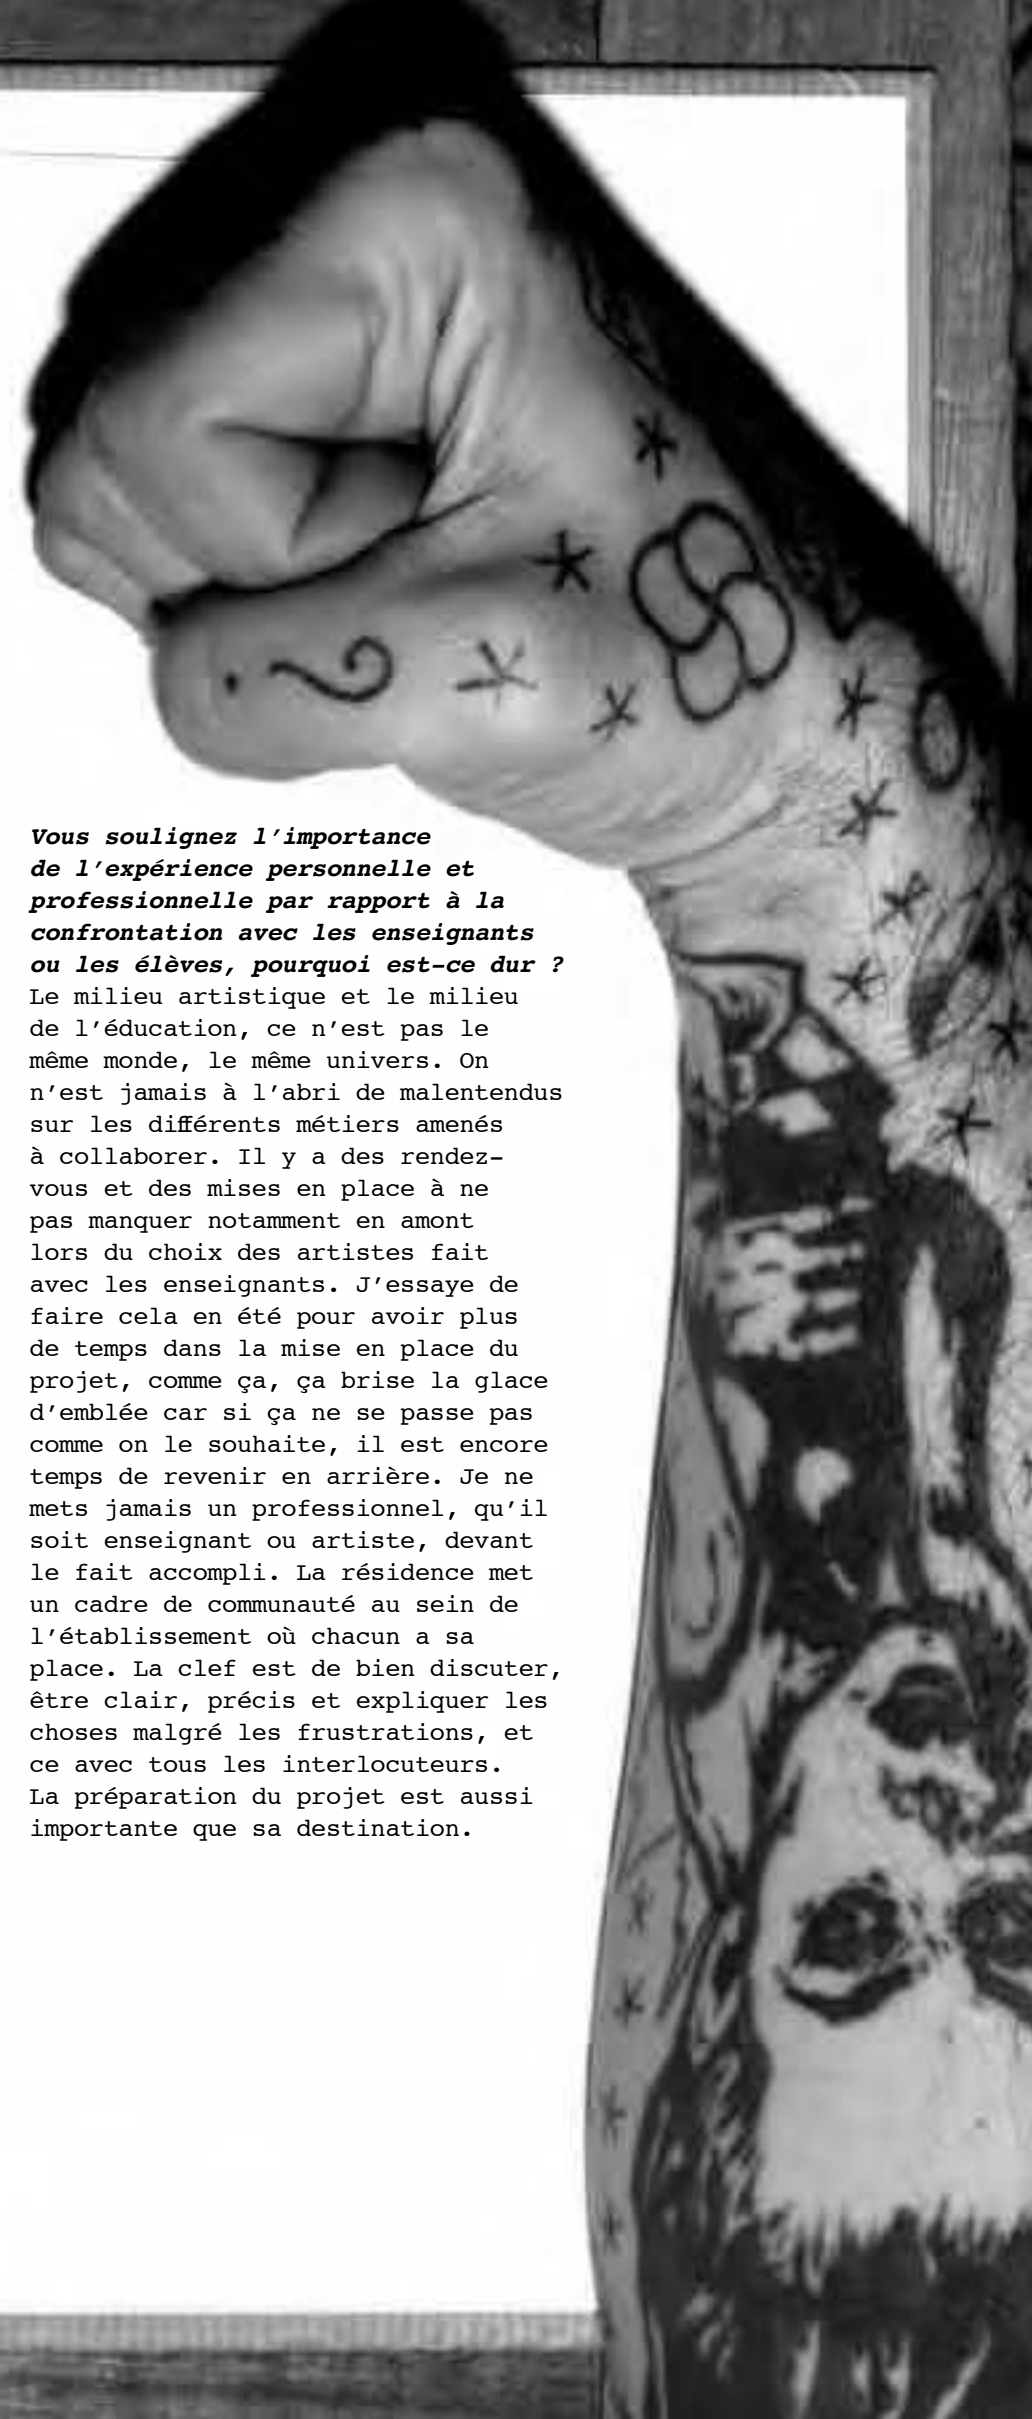 Vous soulignez l’importance
de l’expérience personnelle et
professionnelle par rapport à la
confrontation avec les enseignants
ou les élèves, pourquoi est-ce dur ?
Le milieu artistique et le milieu
de l’éducation, ce n’est pas le
même monde, le même univers. On
n’est jamais à l’abri de malentendus
sur les différents métiers amenés
à collaborer. Il y a des rendez-
vous et des mises en place à ne
pas manquer notamment en amont
lors du choix des artistes fait
avec les enseignants. J’essaye de
faire cela en été pour avoir plus
de temps dans la mise en place du
projet, comme ça, ça brise la glace
d’emblée car si ça ne se passe pas
comme on le souhaite, il est encore
temps de revenir en arrière. Je ne
mets jamais un professionnel, qu’il
soit enseignant ou artiste, devant
le fait accompli. La résidence met
un cadre de communauté au sein de
l’établissement où chacun a sa
place. La clef est de bien discuter,
être clair, précis et expliquer les
choses malgré les frustrations, et
ce avec tous les interlocuteurs.
La préparation du projet est aussi
importante que sa destination.